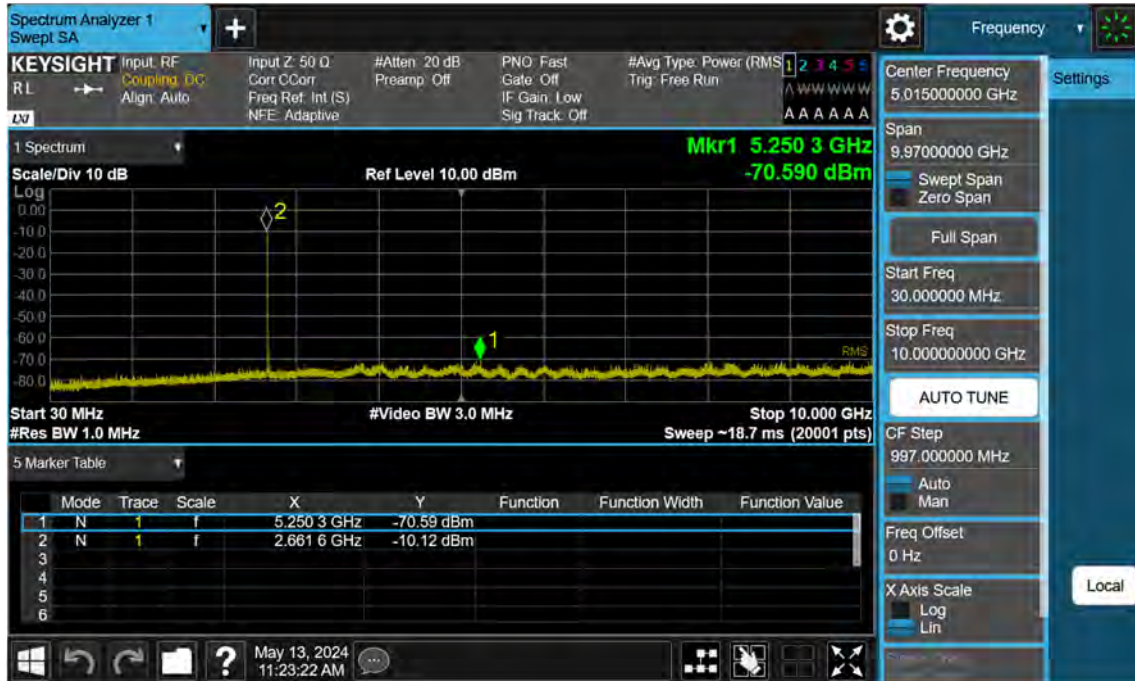 Spectrum Analyzer 1
Swept SA
+
Frequency
KEYSIGHT
RL
LXI
Input: RF
Coupling: DC
Align: Auto
Input Z: 50 Ω
Corr CCorr
Freq Ref: Int (S)
NFE: Adaptive
#Atten: 20 dB
Preamp: Off
PNO: Fast
Gate: Off
IF Gain: Low
Sig Track: Off
#Avg Type: Power (RMS
Trig: Free Run
1 2 3 4 5 6
A W W W W W
A A A A A A
Center Frequency
5.015000000 GHz
Settings
1 Spectrum
Scale/Div 10 dB
Ref Level 10.00 dBm
Mkr1 5.250 3 GHz
-70.590 dBm
Span
9.97000000 GHz
Swept Span
Zero Span
Full Span
Start Freq
30.000000 MHz
Stop Freq
10.000000000 GHz
AUTO TUNE
CF Step
997.000000 MHz
Auto
Man
Freq Offset
0 Hz
X Axis Scale
Log
Lin
Local
Log
0.00
-10.0
-20.0
-30.0
-40.0
-50.0
-60.0
-70.0
-80.0
2
1
RMS
Start 30 MHz
#Video BW 3.0 MHz
Stop 10.000 GHz
#Res BW 1.0 MHz
Sweep ~18.7 ms (20001 pts)
5 Marker Table
Mode Trace Scale X Y Function Function Width Function Value
1 N 1 f 5.250 3 GHz -70.59 dBm
2 N 1 f 2.661 6 GHz -10.12 dBm
3
4
5
6
?
May 13, 2024
11:23:22 AM